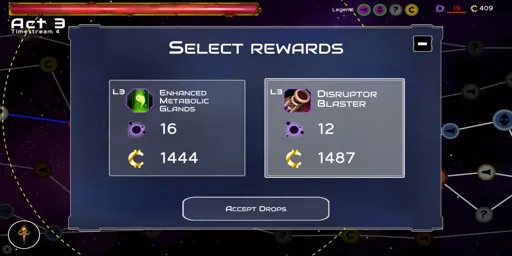 Act 3
Timestream 4
Legend:
19
409
Select rewards
L3
Enhanced
Metabolic
Glands
16
1444
L3
Disruptor
Blaster
12
1487
Accept Drops